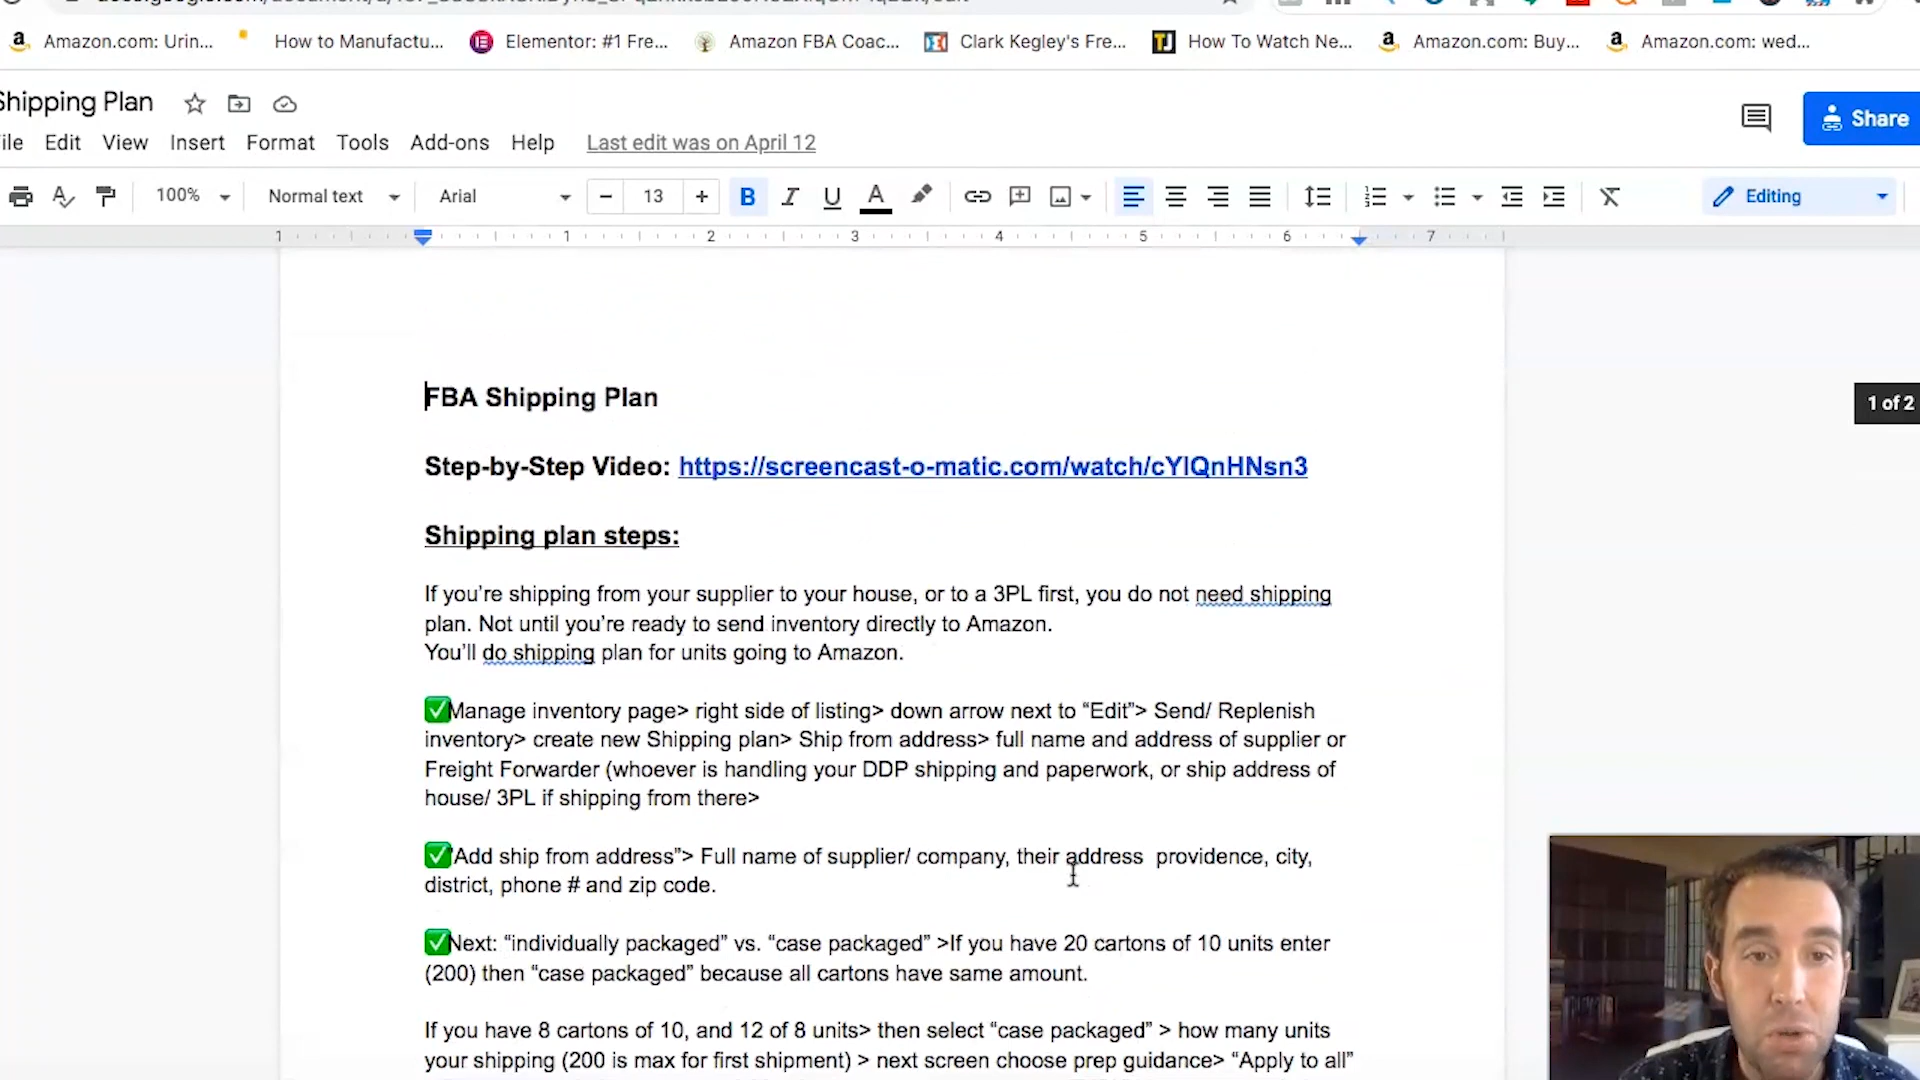 Amazon.com: Urin... How to Manufactu... Elementor: #1 Fre... Amazon FBA Coac... Clark Kegley's Fre... How To Watch Ne... Amazon.com: Buy... Amazon.com: wed...
Shipping Plan
ile Edit View Insert Format Tools Add-ons Help Last edit was on April 12
Share
100% Normal text Arial 13 B I U A Editing
1 1 2 3 4 5 6 7
FBA Shipping Plan
1 of 2
Step-by-Step Video: https://screencast-o-matic.com/watch/cYlQnHNsn3
Shipping plan steps:
If you’re shipping from your supplier to your house, or to a 3PL first, you do not need shipping
plan. Not until you’re ready to send inventory directly to Amazon.
You’ll do shipping plan for units going to Amazon.
✅Manage inventory page> right side of listing> down arrow next to “Edit”> Send/ Replenish
inventory> create new Shipping plan> Ship from address> full name and address of supplier or
Freight Forwarder (whoever is handling your DDP shipping and paperwork, or ship address of
house/ 3PL if shipping from there>
✅“Add ship from address”> Full name of supplier/ company, their address providence, city,
district, phone # and zip code.
✅Next: “individually packaged” vs. “case packaged” >If you have 20 cartons of 10 units enter
(200) then “case packaged” because all cartons have same amount.
If you have 8 cartons of 10, and 12 of 8 units> then select “case packaged” > how many units
your shipping (200 is max for first shipment) > next screen choose prep guidance> “Apply to all”